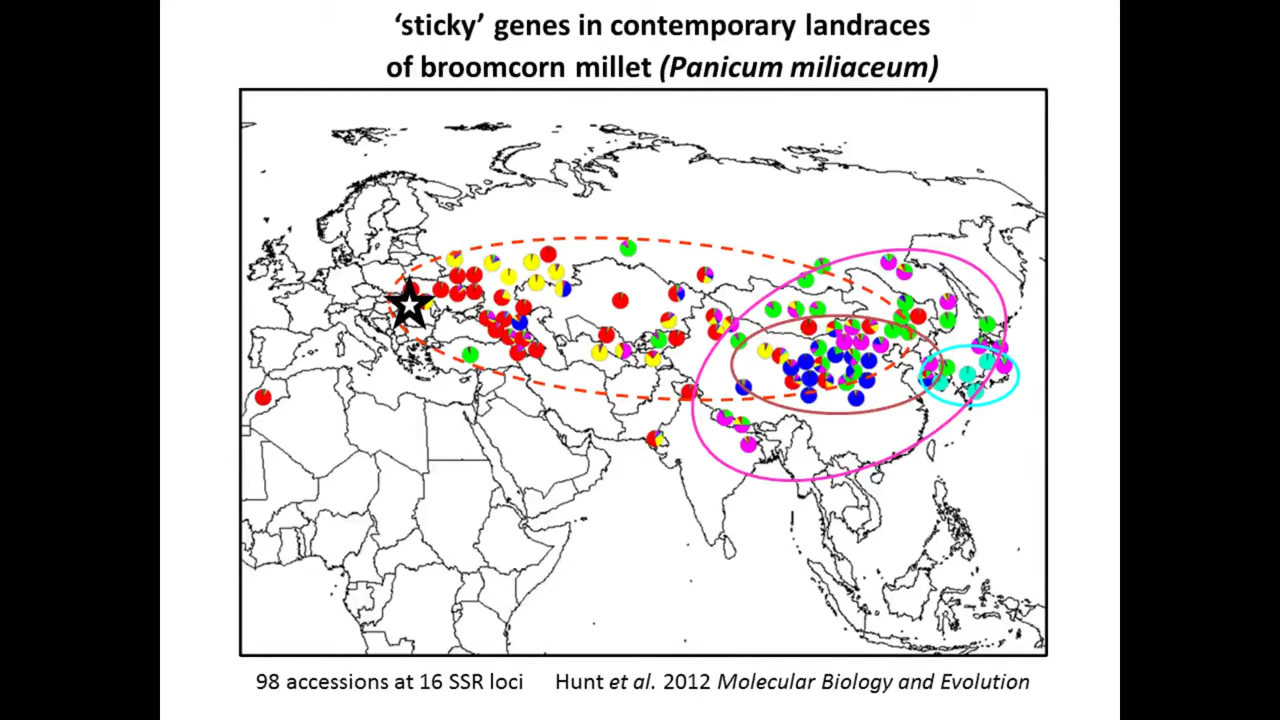 ‘sticky’ genes in contemporary landraces
of broomcorn millet (Panicum miliaceum)
98 accessions at 16 SSR loci Hunt et al. 2012 Molecular Biology and Evolution